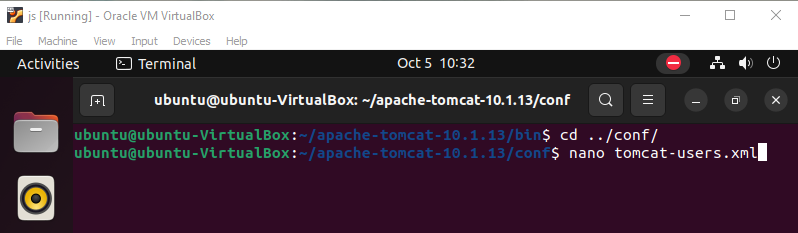 js [Running] - Oracle VM VirtualBox
File Machine View Input Devices Help
Activities Terminal Oct 5 10:32
ubuntu@ubuntu-VirtualBox: ~/apache-tomcat-10.1.13/conf
ubuntu@ubuntu-VirtualBox:~/apache-tomcat-10.1.13/bin$ cd ../conf/
ubuntu@ubuntu-VirtualBox:~/apache-tomcat-10.1.13/conf$ nano tomcat-users.xml